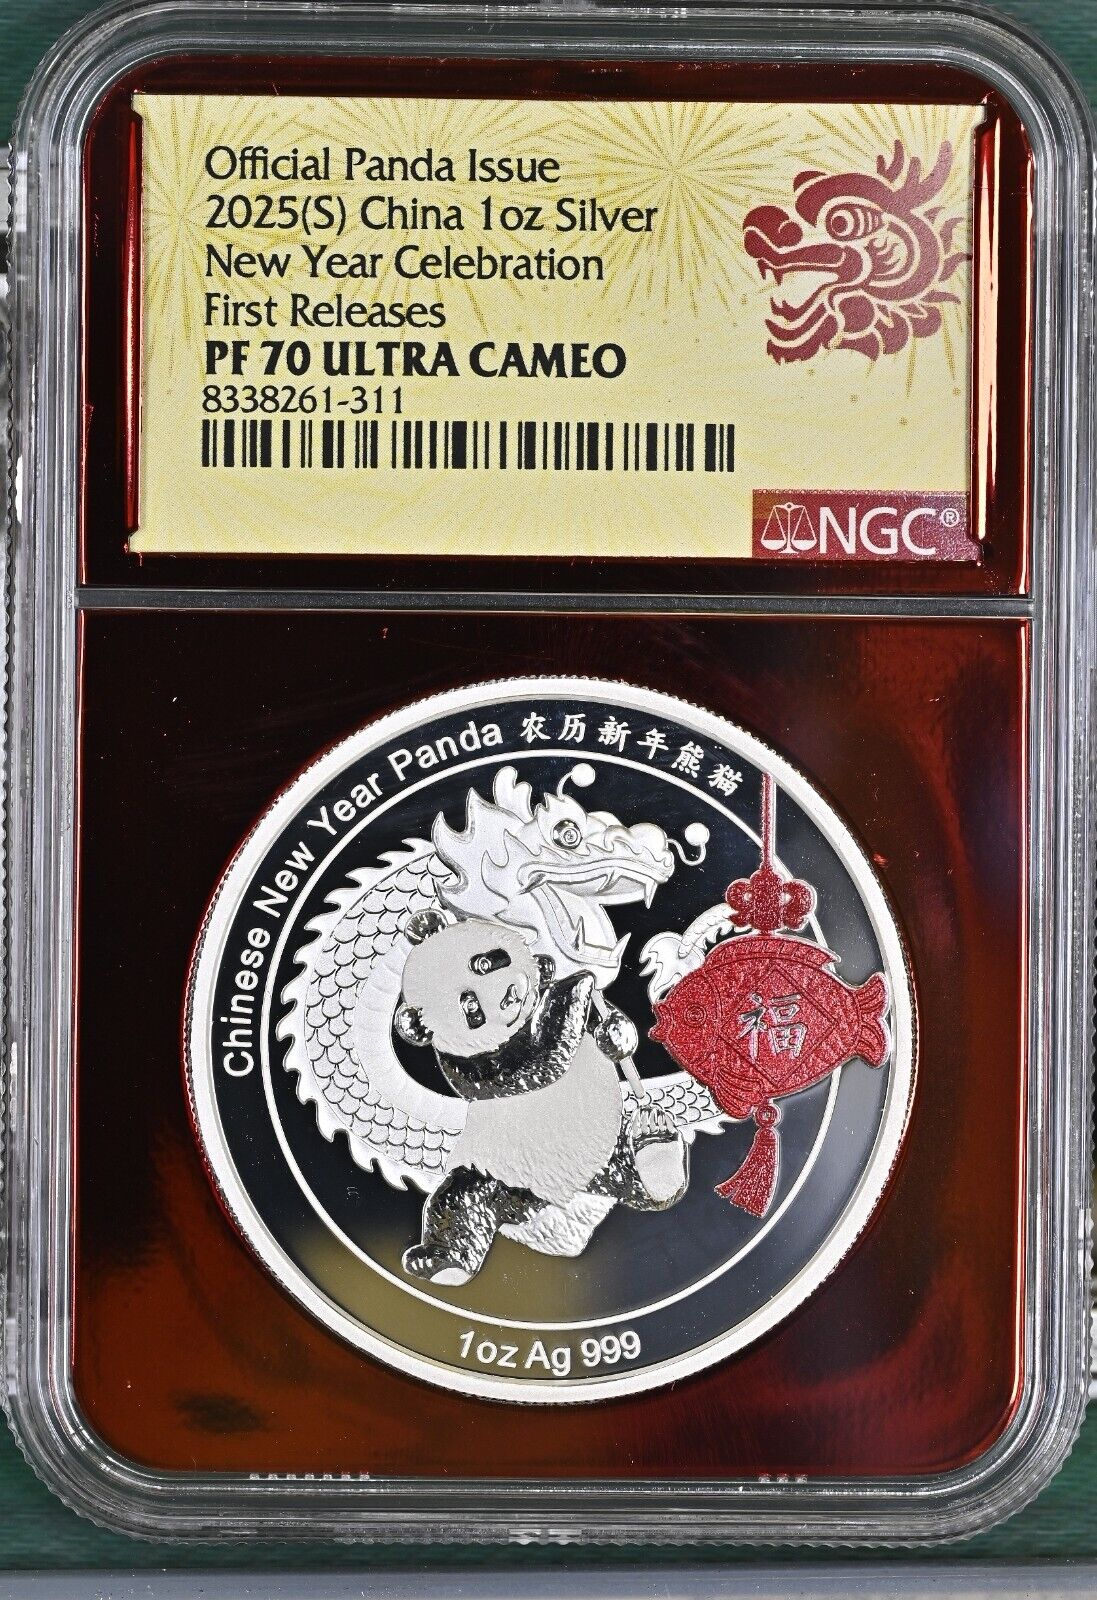 Official Panda Issue
2025(S) China 1oz Silver
New Year Celebration
First Releases
PF 70 ULTRA CAMEO
8338261-311
NGC®
Chinese New Year Panda 农历新年熊猫
福
1oz Ag 999